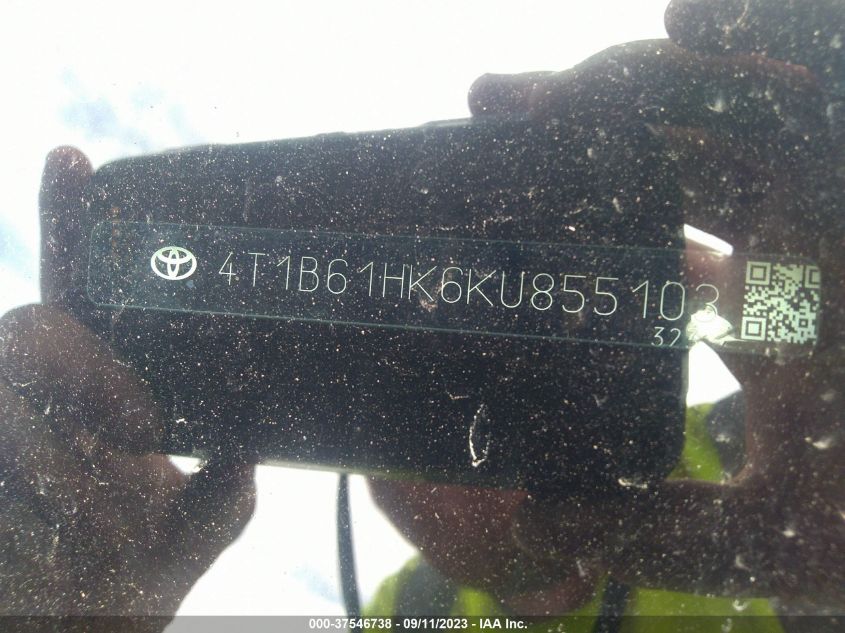 4T1B61HK6KU855103
32
000-37546738 - 09/11/2023 - IAA Inc.